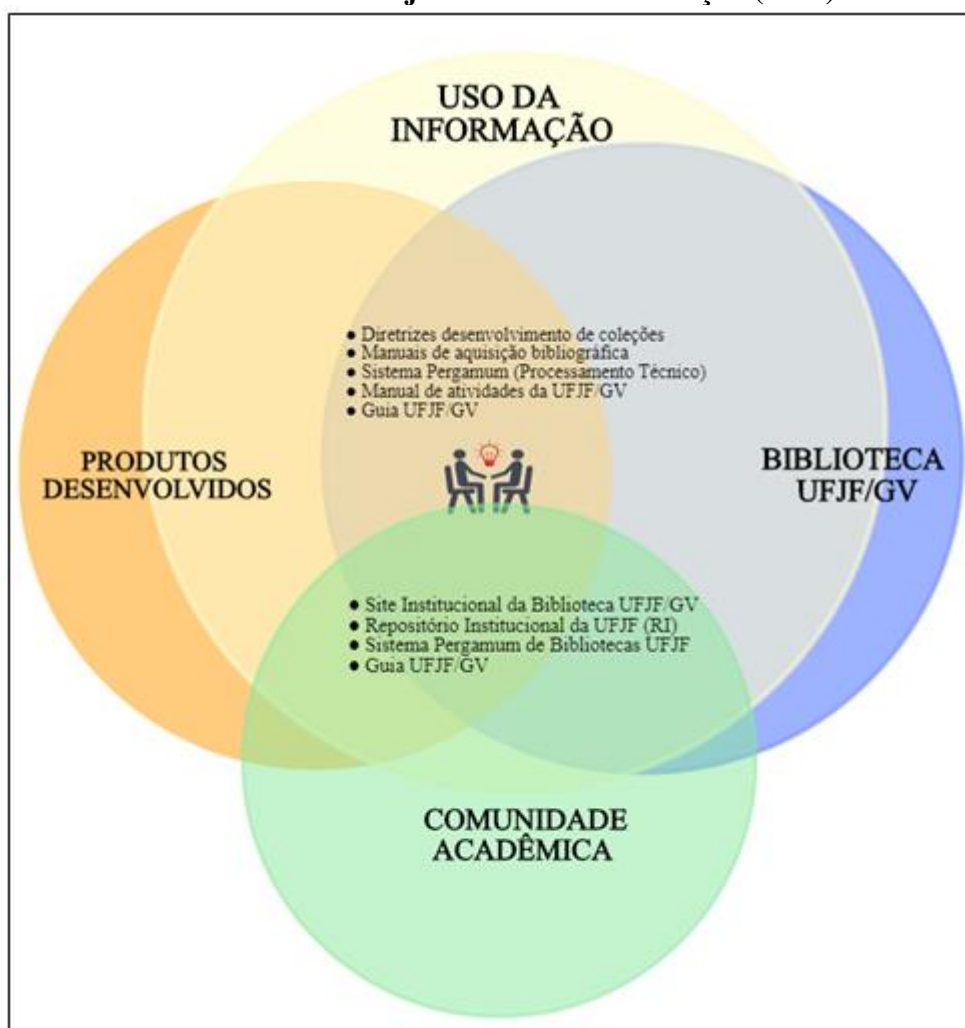 USO DA
INFORMAÇÃO
● Diretrizes desenvolvimento de coleções
● Manuais de aquisição bibliográfica
● Sistema Pergamum (Processamento Técnico)
● Manual de atividades da UFJF/GV
● Guia UFJF/GV
PRODUTOS
DESENVOLVIDOS
BIBLIOTECA
UFJF/GV
● Site Institucional da Biblioteca UFJF/GV
● Repositório Institucional da UFJF (RI)
● Sistema Pergamum de Bibliotecas UFJF
● Guia UFJF/GV
COMUNIDADE
ACADÊMICA